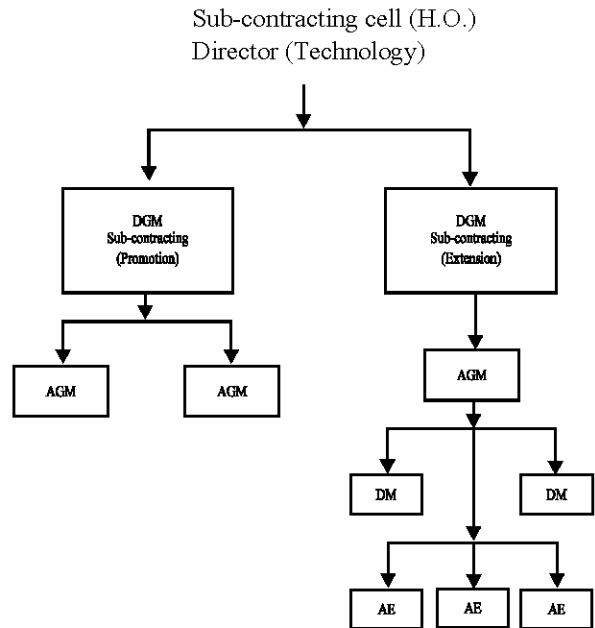 Sub-contracting cell (H.O.)
Director (Technology)
DGM
Sub-contracting
(Promotion)
DGM
Sub-contracting
(Extension)
AGM
AGM
AGM
DM
DM
AE
AE
AE